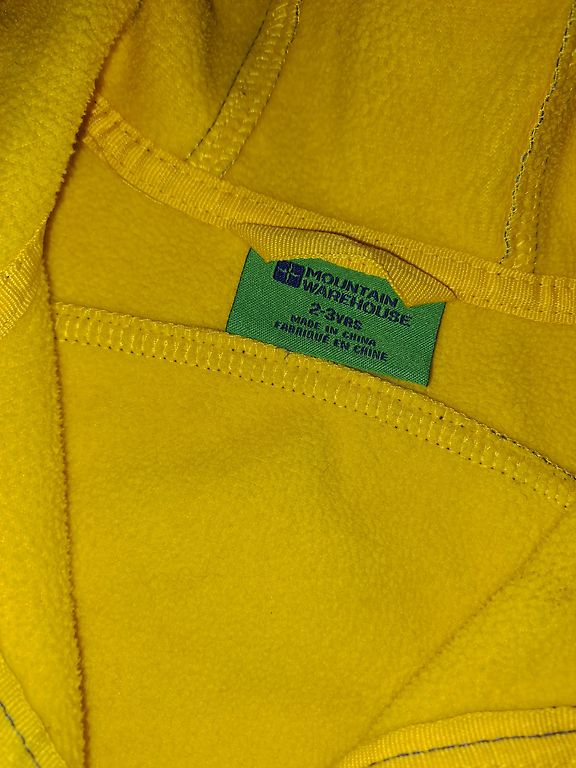 MOUNTAIN
WAREHOUSE
2-3YRS
MADE IN CHINA
FABRIQUÉ EN CHINE